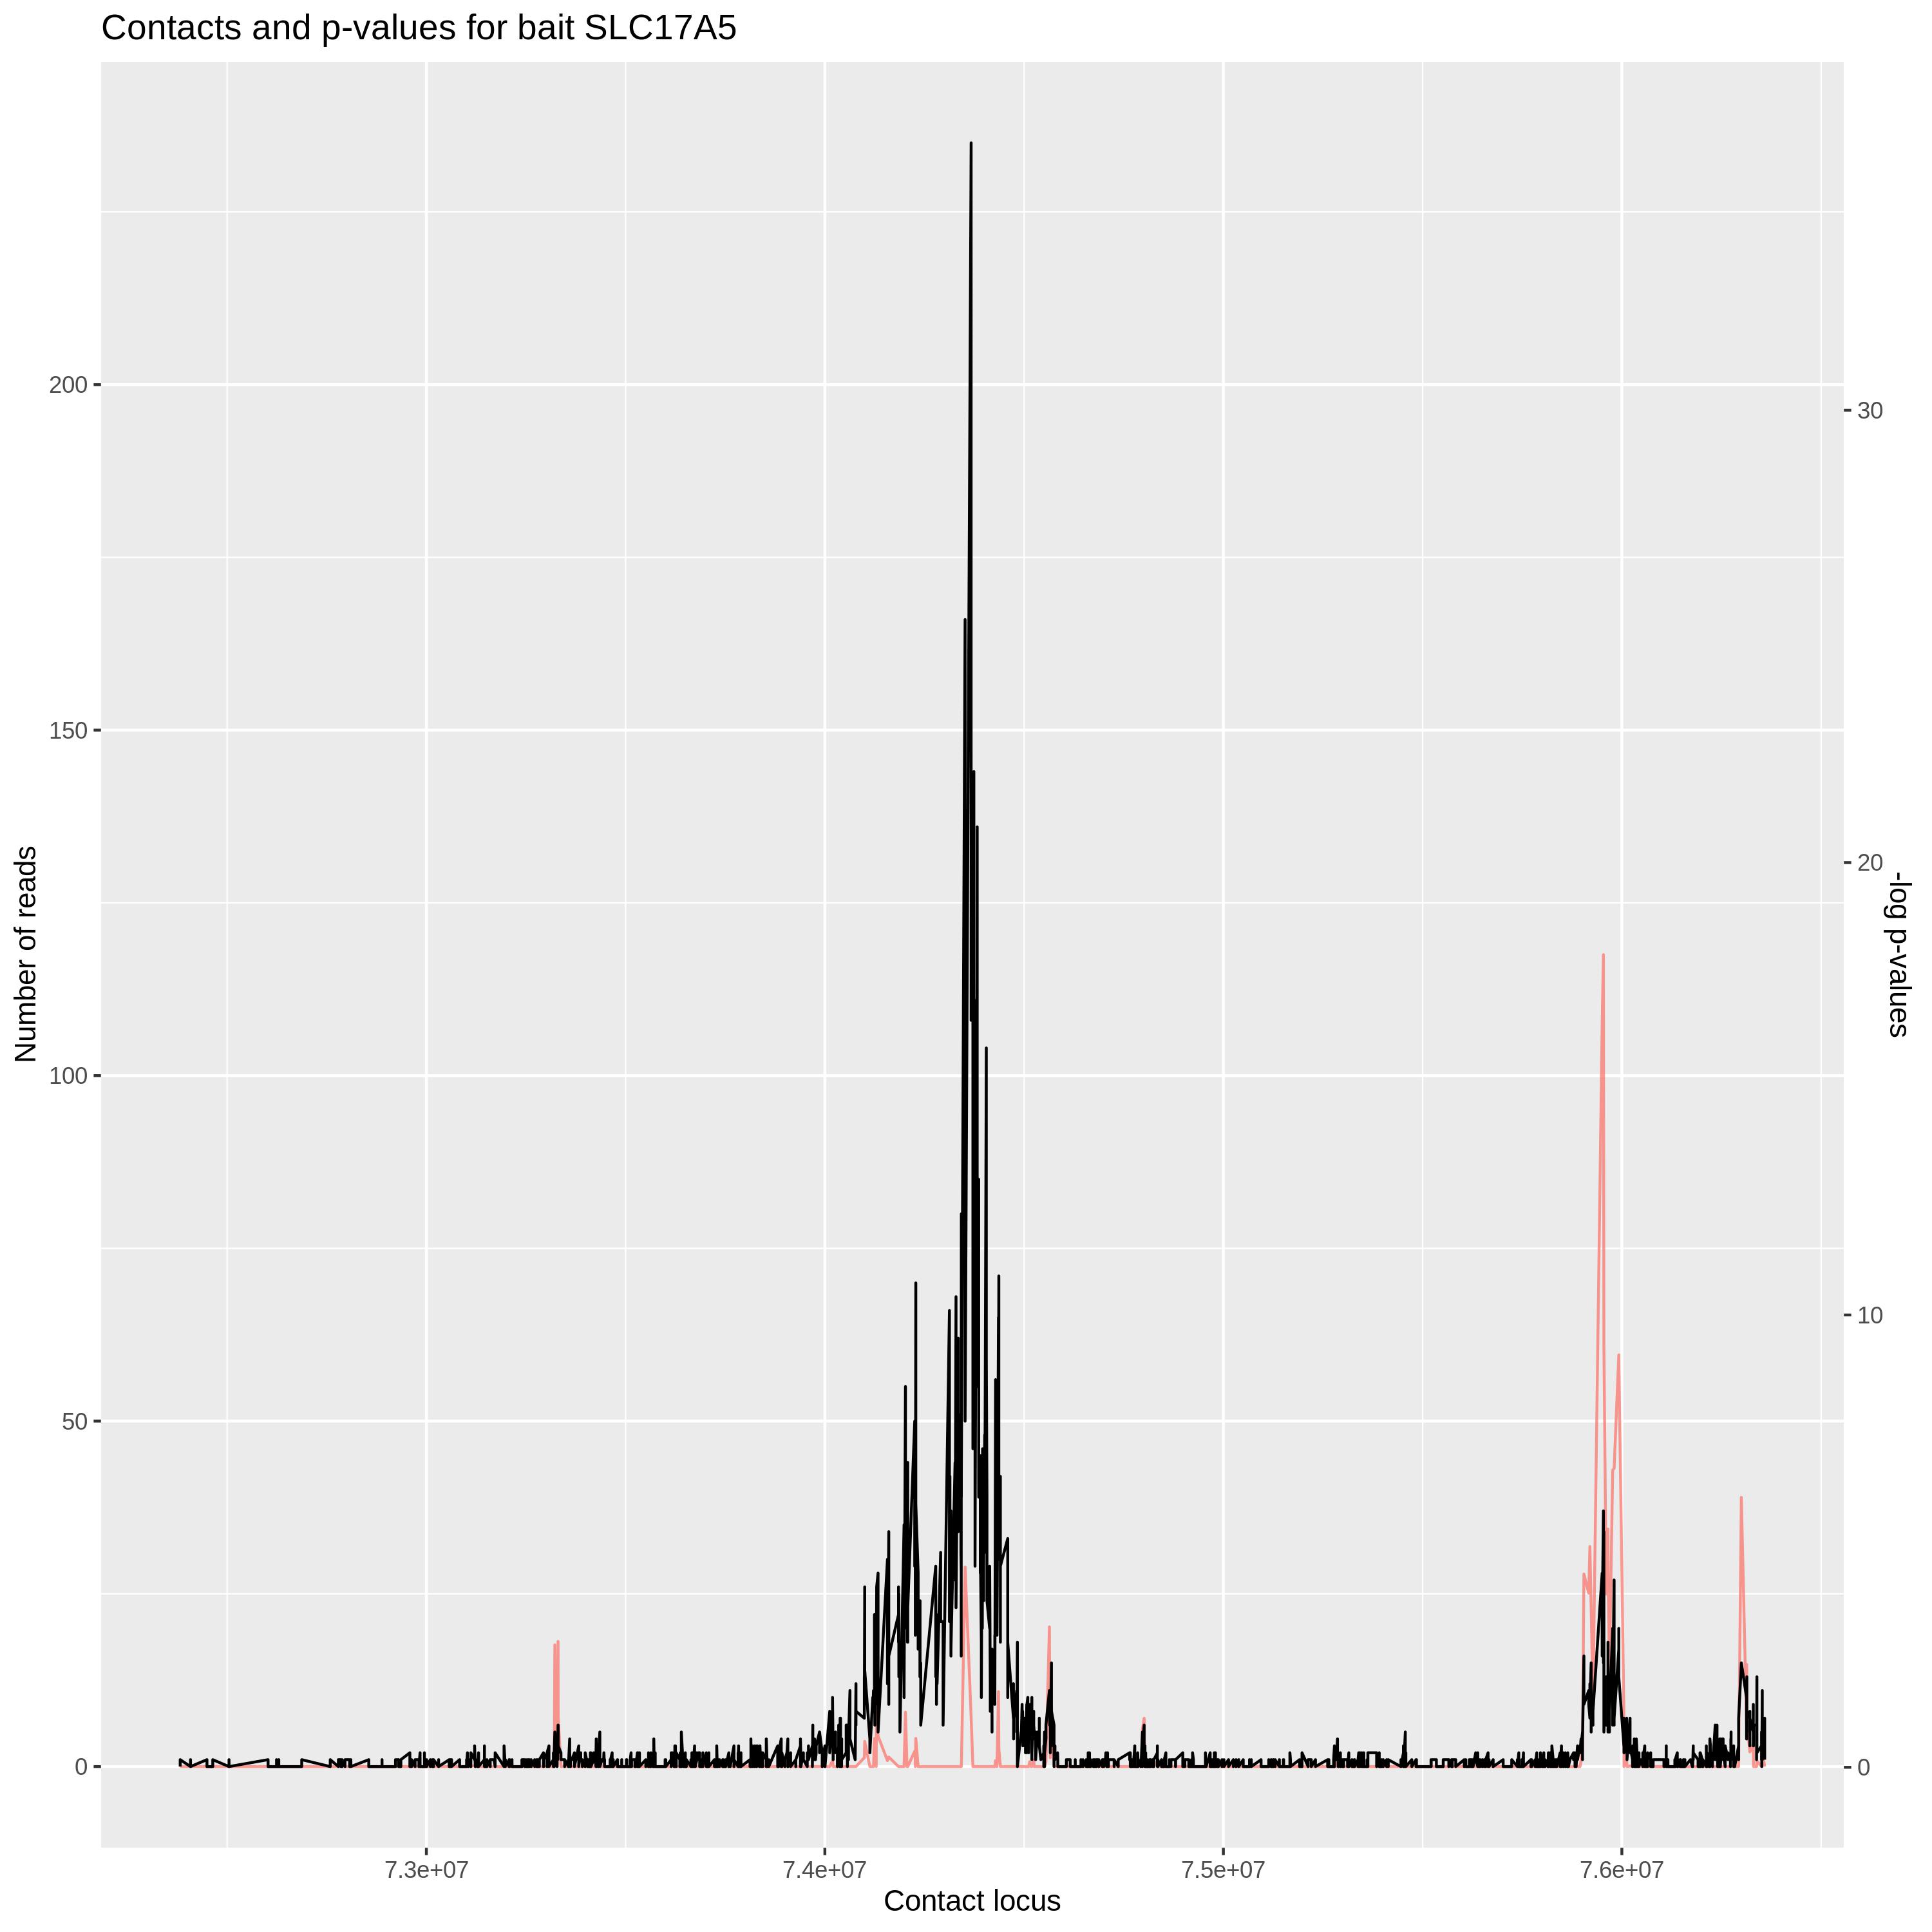 Contacts and p-values for bait SLC17A5
Number of reads
200
150
100
50
0
30
20
10
0
-log p-values
7.3e+07
7.4e+07
7.5e+07
7.6e+07
Contact locus